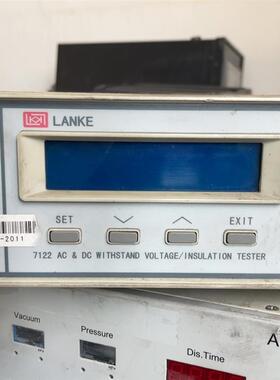 LANKE
SET
EXIT
-2011
7122 AC & DC WITHSTAND VOLTAGE/INSULATION TESTER
Vacuum
Pressure
Dis.Time
A